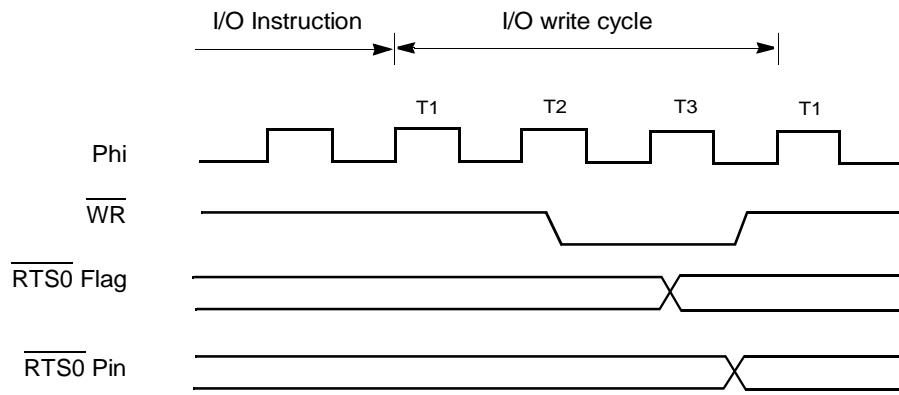 I/O Instruction I/O write cycle
T1 T2 T3 T1
Phi
WR
RTS0 Flag
RTS0 Pin